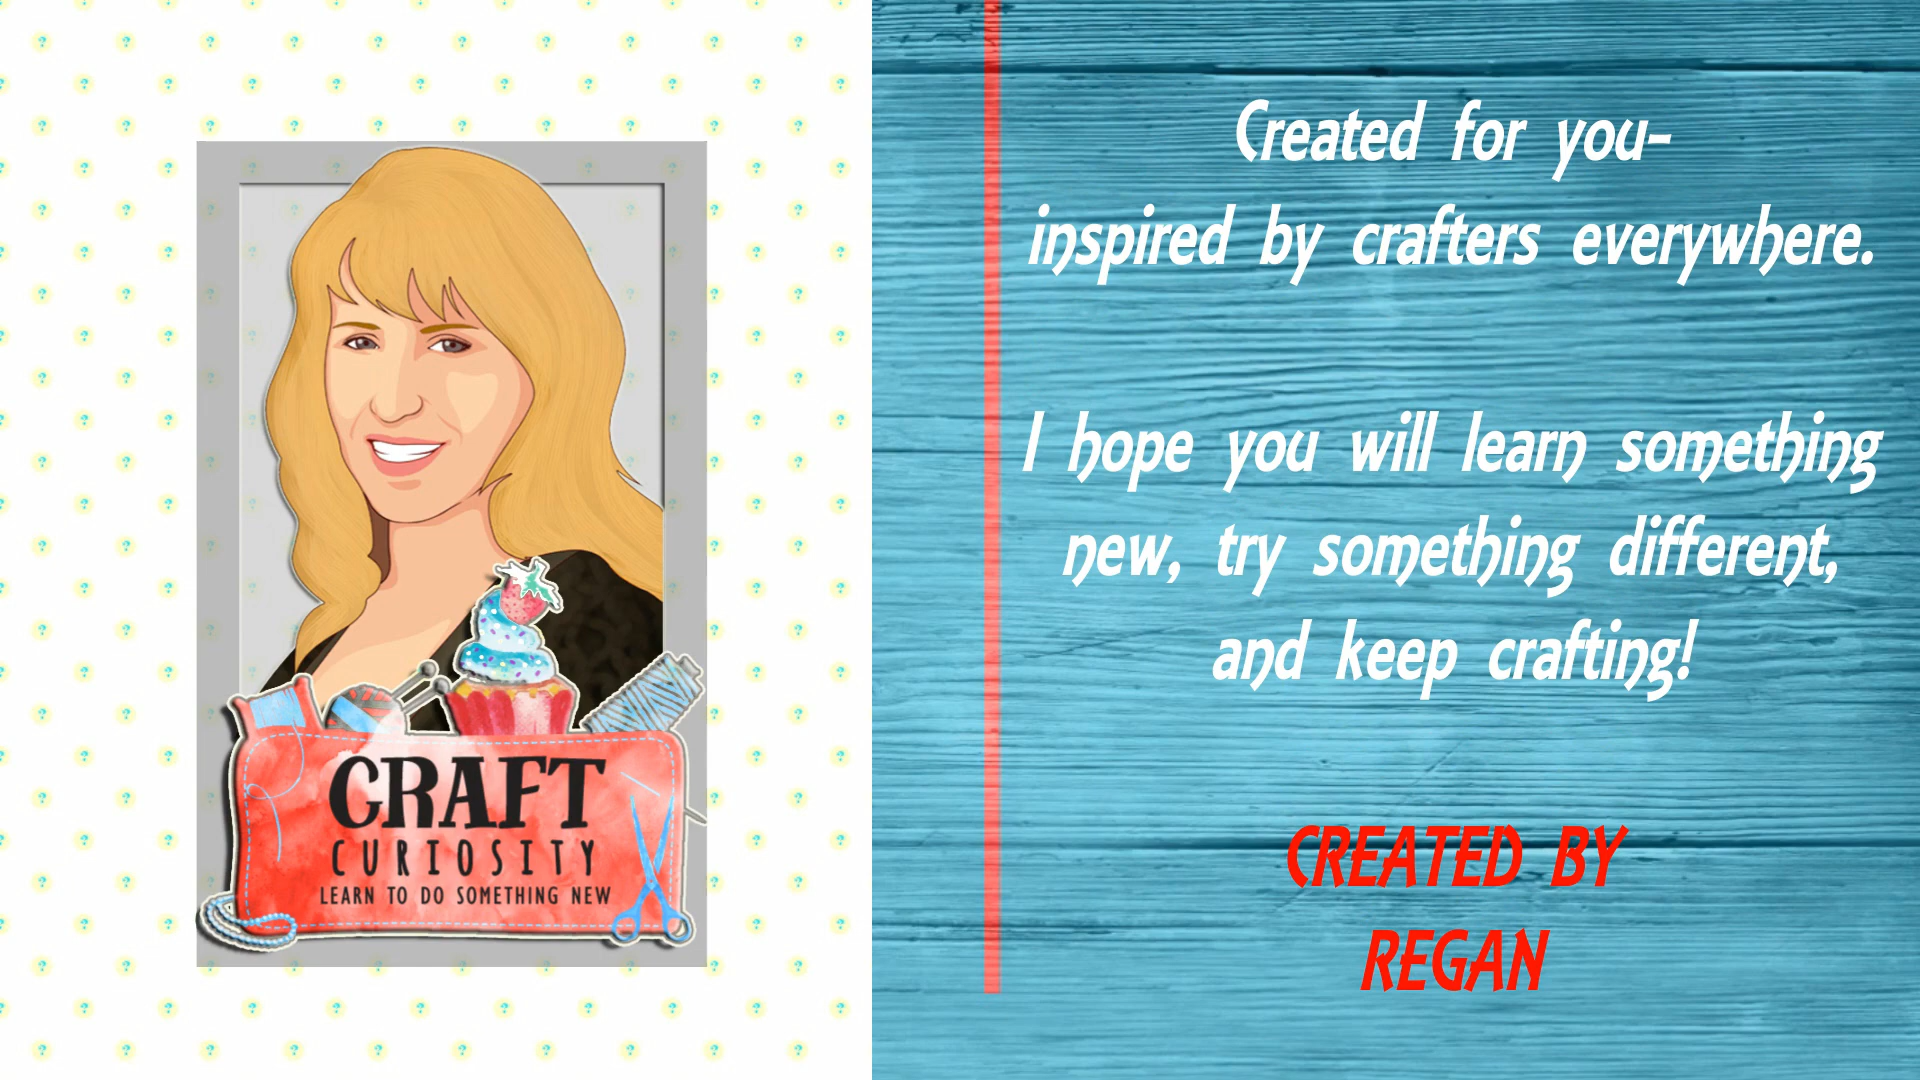 CRAFT
CURIOSITY
LEARN TO DO SOMETHING NEW
Created for you-
inspired by crafters everywhere.
I hope you will learn something
new, try something different,
and keep crafting!
CREATED BY
REGAN